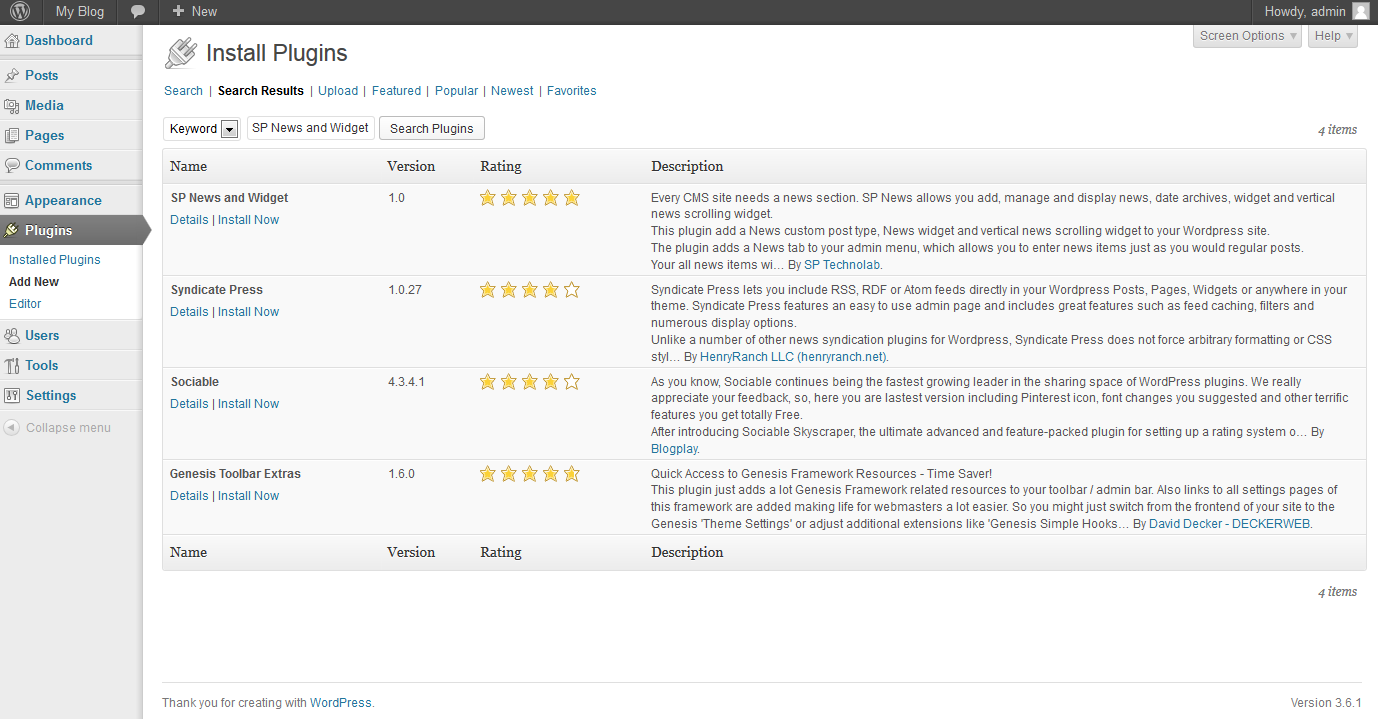 My Blog New Howdy, admin
Dashboard
Posts
Media
Pages
Comments
Appearance
Plugins
Installed Plugins
Add New
Editor
Users
Tools
Settings
Collapse menu
Screen Options Help
Install Plugins
Search | Search Results | Upload | Featured | Popular | Newest | Favorites
Keyword SP News and Widget Search Plugins
4 items
Name Version Rating Description
SP News and Widget 1.0
Details | Install Now
Every CMS site needs a news section. SP News allows you add, manage and display news, date archives, widget and vertical
news scrolling widget.
This plugin add a News custom post type, News widget and vertical news scrolling widget to your Wordpress site.
The plugin adds a News tab to your admin menu, which allows you to enter news items just as you would regular posts.
Your all news items wi… By SP Technolab.
Syndicate Press 1.0.27
Details | Install Now
Syndicate Press lets you include RSS, RDF or Atom feeds directly in your Wordpress Posts, Pages, Widgets or anywhere in your
theme. Syndicate Press features an easy to use admin page and includes great features such as feed caching, filters and
numerous display options.
Unlike a number of other news syndication plugins for Wordpress, Syndicate Press does not force arbitrary formatting or CSS
styl… By HenryRanch LLC (henryranch.net).
Sociable 4.3.4.1
Details | Install Now
As you know, Sociable continues being the fastest growing leader in the sharing space of WordPress plugins. We really
appreciate your feedback, so, here you are lastest version including Pinterest icon, font changes you suggested and other terrific
features you get totally Free.
After introducing Sociable Skyscraper, the ultimate advanced and feature-packed plugin for setting up a rating system o… By
Blogplay.
Genesis Toolbar Extras 1.6.0
Details | Install Now
Quick Access to Genesis Framework Resources - Time Saver!
This plugin just adds a lot Genesis Framework related resources to your toolbar / admin bar. Also links to all settings pages of
this framework are added making life for webmasters a lot easier. So you might just switch from the frontend of your site to the
Genesis 'Theme Settings' or adjust additional extensions like 'Genesis Simple Hooks… By David Decker - DECKERWEB.
Name Version Rating Description
4 items
Thank you for creating with WordPress. Version 3.6.1